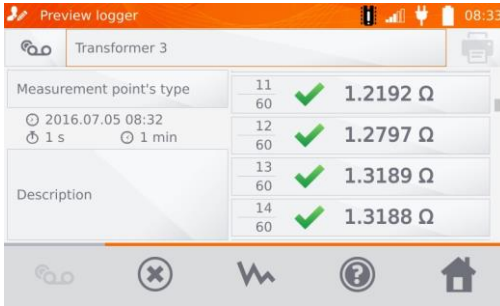 Preview logger
08:33
Transformer 3
Measurement point's type
2016.07.05 08:32
1 s
1 min
Description
11
60
1.2192 Ω
12
60
1.2797 Ω
13
60
1.3189 Ω
14
60
1.3188 Ω